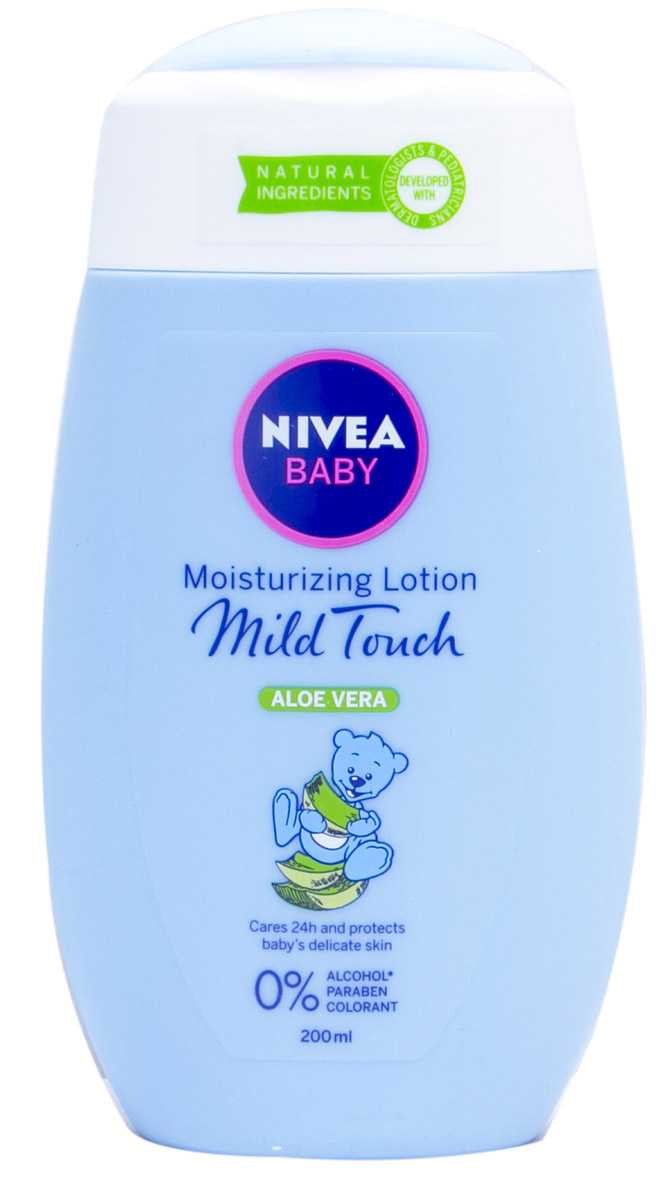 NATURAL
INGREDIENTS
DERMATOLOGISTS & PEDIATRICIANS
DEVELOPED
WITH
NIVEA
BABY
Moisturizing Lotion
Mild Touch
ALOE VERA
Cares 24h and protects
baby's delicate skin
0% ALCOHOL*
PARABEN
COLORANT
200ml